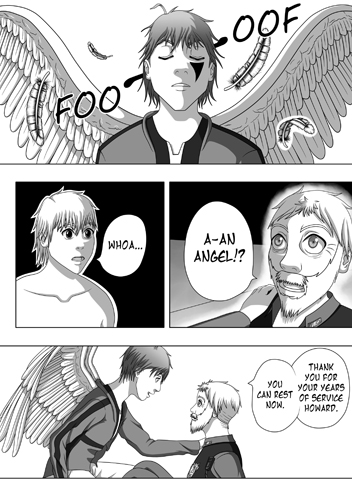 FOO
OOF
WHOA...
A-AN
ANGEL!?
THANK
YOU FOR
YOUR YEARS
OF SERVICE
HOWARD.
YOU CAN
REST
NOW.